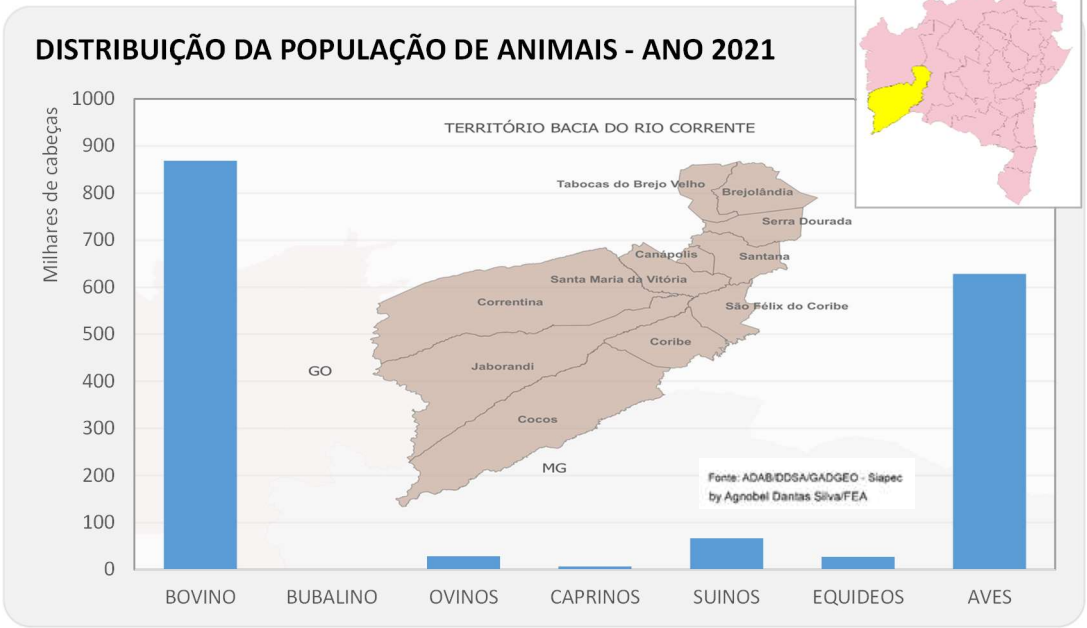 DISTRIBUIÇÃO DA POPULAÇÃO DE ANIMAIS - ANO 2021
Milhares de cabeças
1000
900
800
700
600
500
400
300
200
100
0
TERRITÓRIO BACIA DO RIO CORRENTE
Tabocas do Brejo Velho
Brejolândia
Serra Dourada
Canápolis
Santana
Santa Maria da Vitória
Correntina
São Félix do Coribe
Coribe
Jaborandi
GO
Cocos
MG
Fonte: ADAB/DDSA/GADGEO - Siapec
by Agnobel Dantas Silva/FEA
BOVINO
BUBALINO
OVINOS
CAPRINOS
SUINOS
EQUIDEOS
AVES